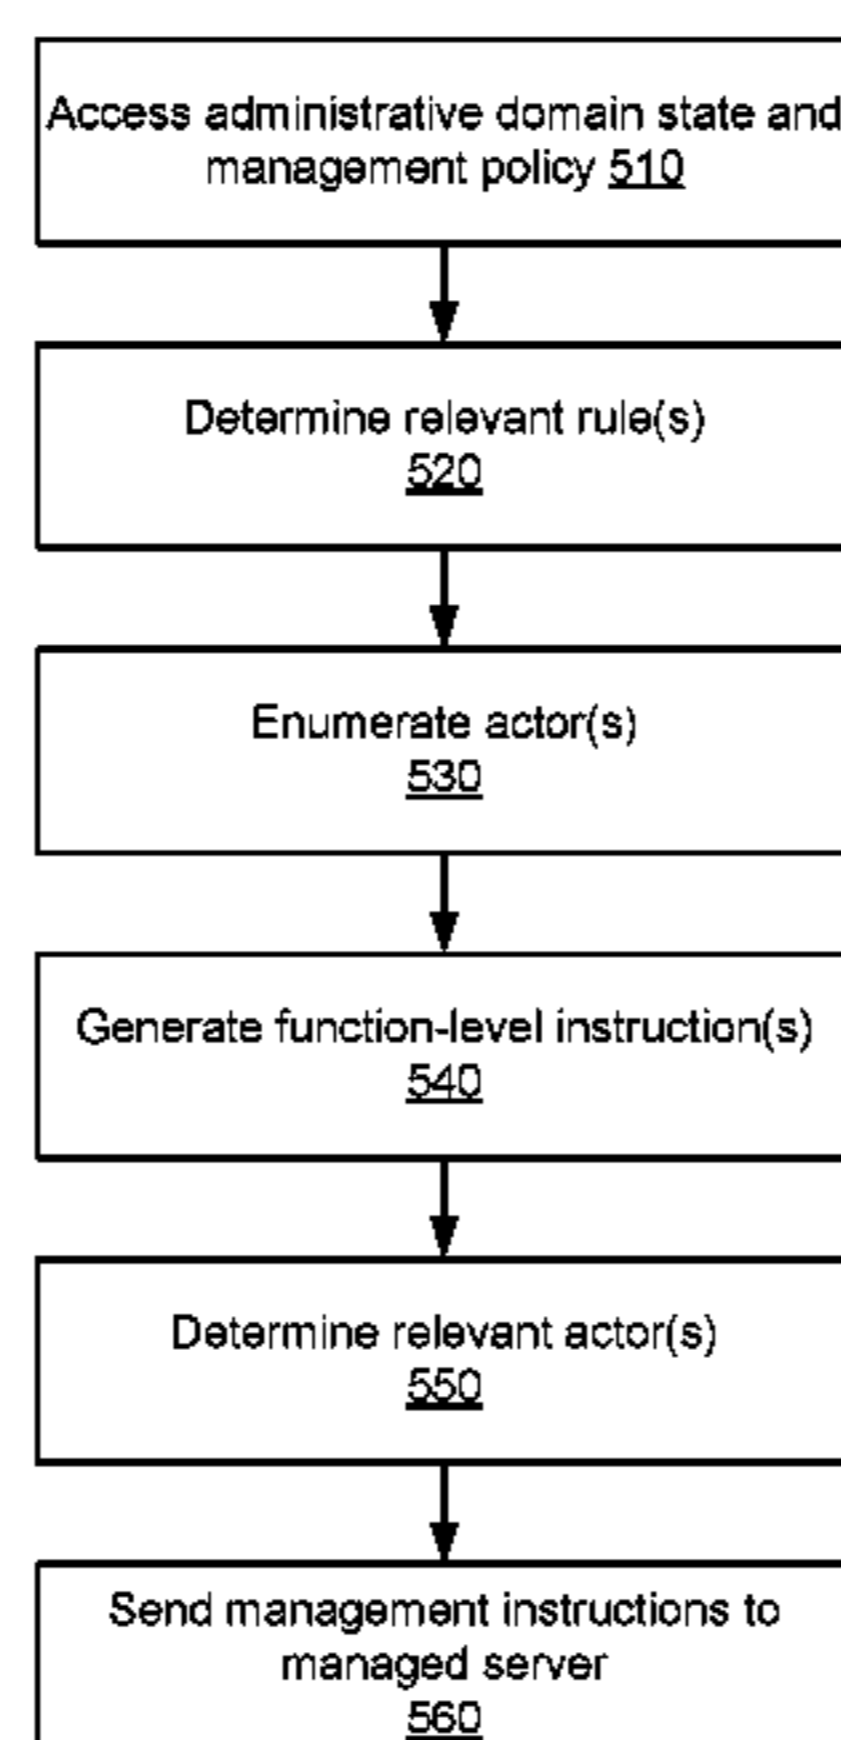 Access administrative domain state and
management policy 510
Determine relevant rule(s)
520
Enumerate actor(s)
530
Generate function-level instruction(s)
540
Determine relevant actor(s)
550
Send management instructions to
managed server
560